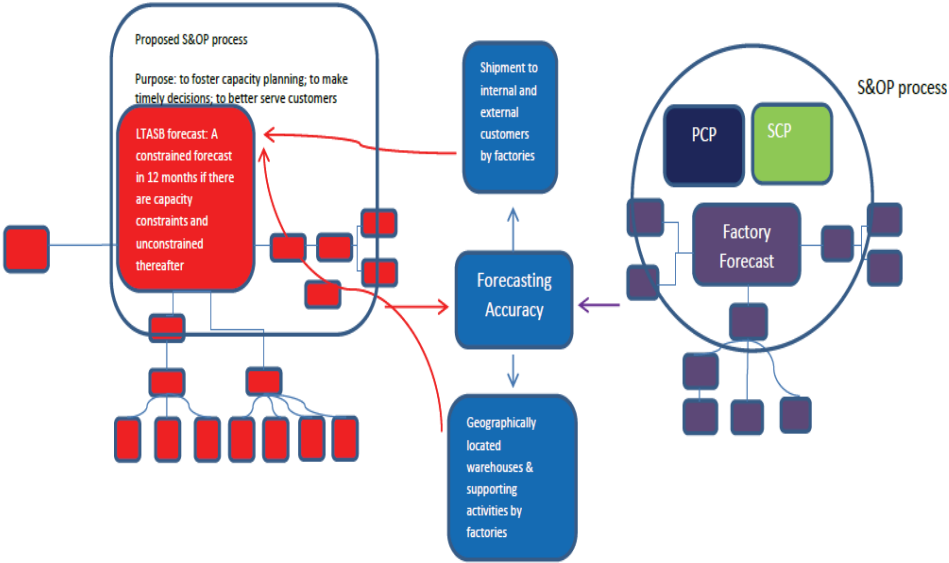 Proposed S&OP process
Purpose: to foster capacity planning; to make
timely decisions; to better serve customers
LTASB forecast: A
constrained forecast
in 12 months if there
are capacity
constraints and
unconstrained
thereafter
Shipment to
internal and
external
customers
by factories
Forecasting
Accuracy
Geographically
located
warehouses &
supporting
activities by
factories
S&OP process
PCP
SCP
Factory
Forecast